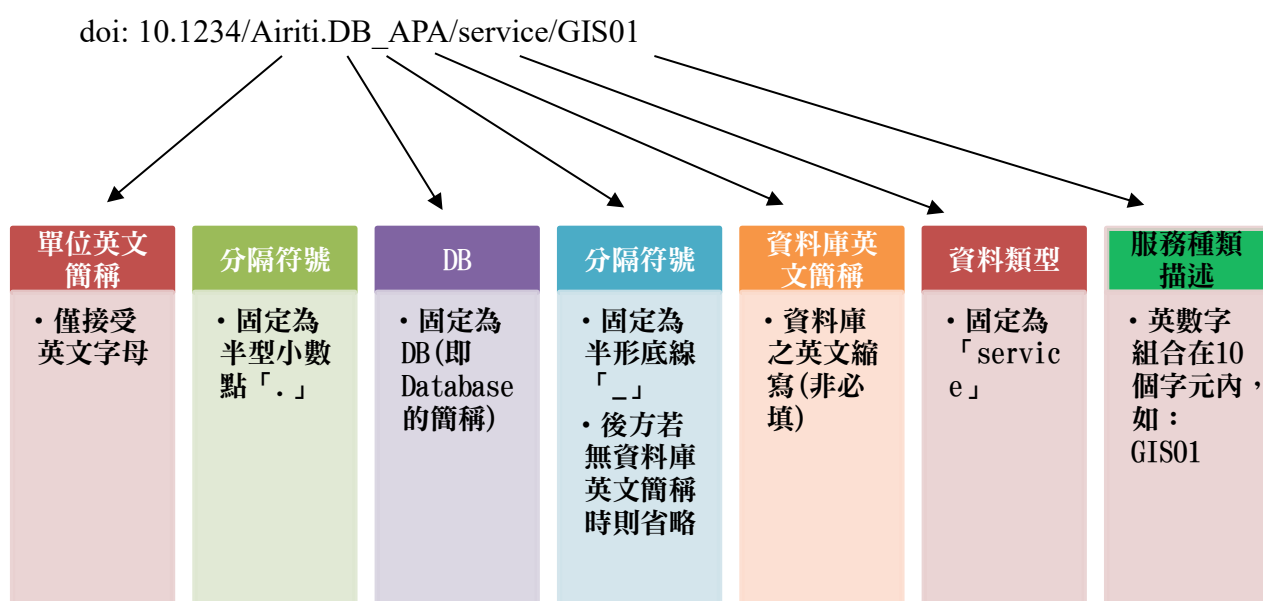 doi: 10.1234/Airiti.DB_APA/service/GIS01
單位英文
簡稱
・僅接受
英文字母
分隔符號
・固定為
半型小數
點「.」
DB
・固定為
DB(即
Database
的簡稱)
分隔符號
・固定為
半形底線
「_」
・後方若
無資料庫
英文簡稱
時則省略
資料庫英
文簡稱
・資料庫
之英文縮
寫(非必
填)
資料類型
・固定為
「servic
e」
服務種類
描述
・英數字
組合在10
個字元內，
如：
GIS01